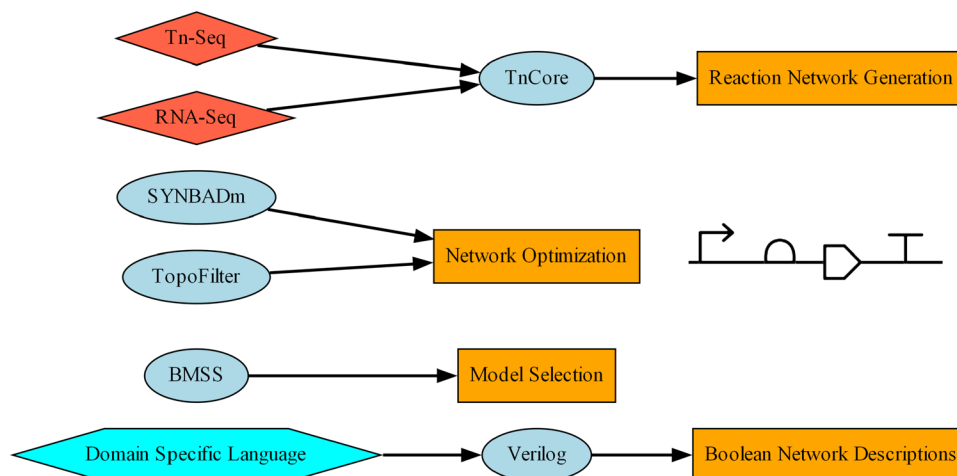 Tn-Seq
TnCore
Reaction Network Generation
RNA-Seq
SYNBADm
Network Optimization
TopoFilter
BMSS
Model Selection
Domain Specific Language
Verilog
Boolean Network Descriptions